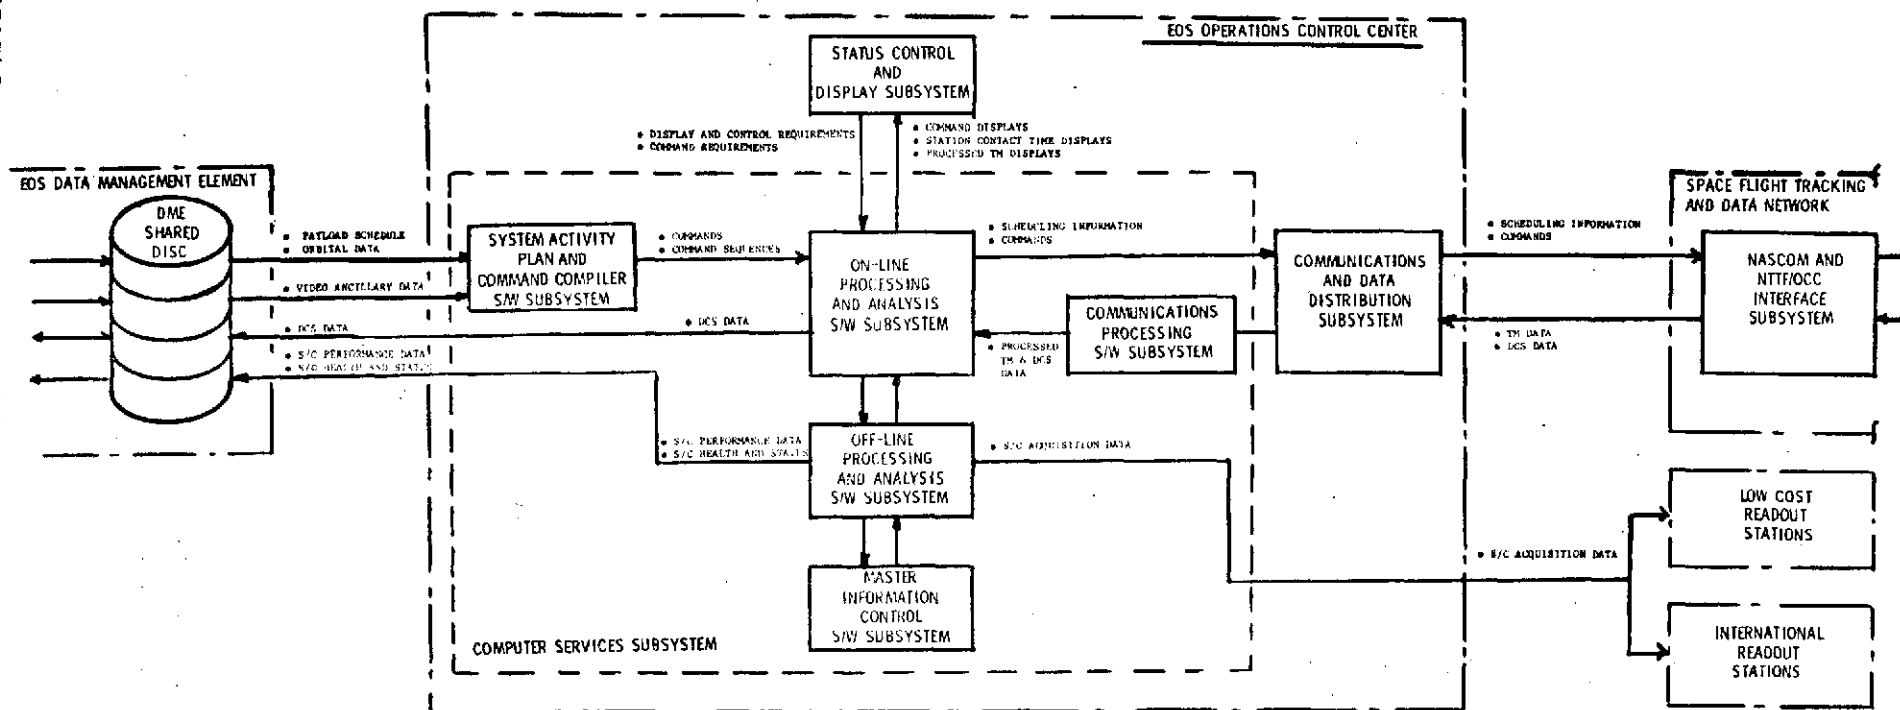 EOS OPERATIONS CONTROL CENTER
STATUS CONTROL
AND
DISPLAY SUBSYSTEM
• DISPLAY AND CONTROL REQUIREMENTS
• COMMAND REQUIREMENTS
• COMMAND DISPLAYS
• STATION CONTACT TIME DISPLAYS
• PROCESSED TM DISPLAYS
EOS DATA MANAGEMENT ELEMENT
DME
SHARED
DISC
• PAYLOAD SCHEDULE
• ORBITAL DATA
• VIDEO ANCILLARY DATA
• DCS DATA
• S/C PERFORMANCE DATA
• S/C HEALTH AND STATUS
SYSTEM ACTIVITY
PLAN AND
COMMAND COMPILER
S/W SUBSYSTEM
• COMMANDS
• COMMAND SEQUENCES
• DCS DATA
ON-LINE
PROCESSING
AND ANALYSIS
S/W SUBSYSTEM
• SCHEDULING INFORMATION
• COMMANDS
COMMUNICATIONS
PROCESSING
S/W SUBSYSTEM
• PROCESSED
TM & DCS
DATA
COMMUNICATIONS
AND DATA
DISTRIBUTION
SUBSYSTEM
• SCHEDULING INFORMATION
• COMMANDS
• TM DATA
• DCS DATA
SPACE FLIGHT TRACKING
AND DATA NETWORK
NASCOM AND
NTTF/OCC
INTERFACE
SUBSYSTEM
• S/C PERFORMANCE DATA
• S/C HEALTH AND STATUS
OFF-LINE
PROCESSING
AND ANALYSIS
S/W SUBSYSTEM
• S/C ACQUISITION DATA
MASTER
INFORMATION
CONTROL
S/W SUBSYSTEM
COMPUTER SERVICES SUBSYSTEM
• S/C ACQUISITION DATA
LOW COST
READOUT
STATIONS
INTERNATIONAL
READOUT
STATIONS